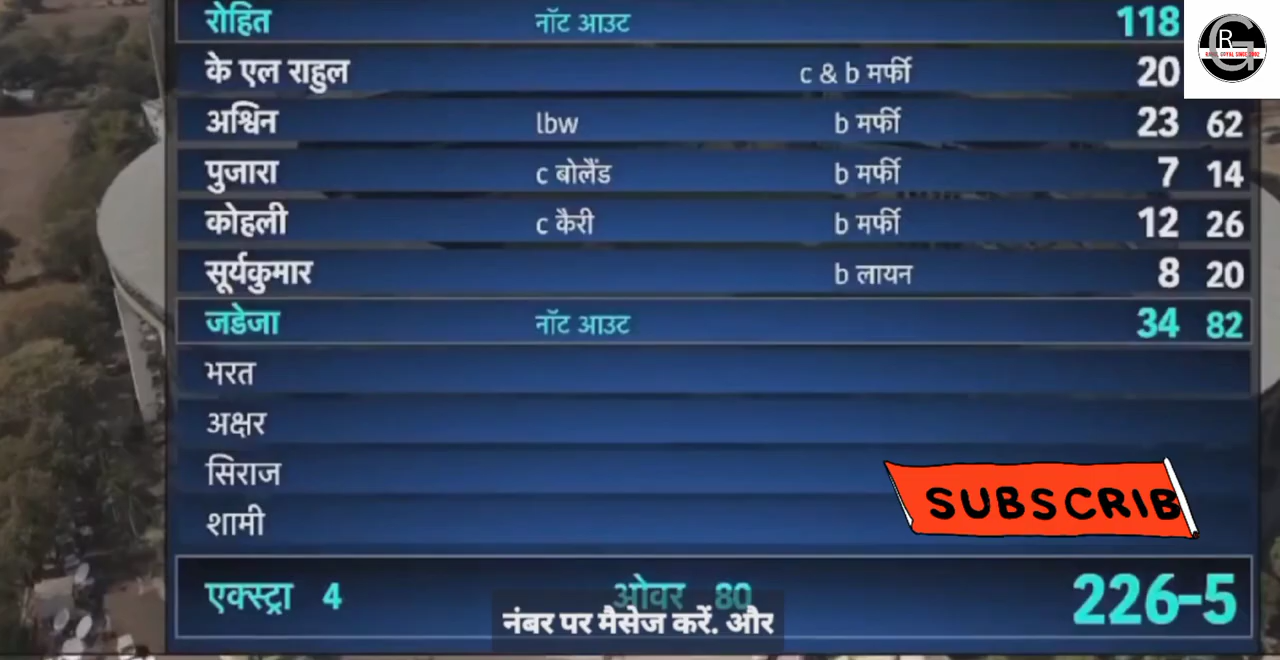 रोहित नॉट आउट 118
के एल राहुल c & b मर्फी 20
अश्विन lbw b मर्फी 23 62
पुजारा c बोलैंड b मर्फी 7 14
कोहली c कैरी b मर्फी 12 26
सूर्यकुमार b लायन 8 20
जडेजा नॉट आउट 34 82
भरत
अक्षर
सिराज
शामी
SUBSCRIB
एक्स्ट्रा 4 ओवर 80 226-5
नंबर पर मैसेज करें. और